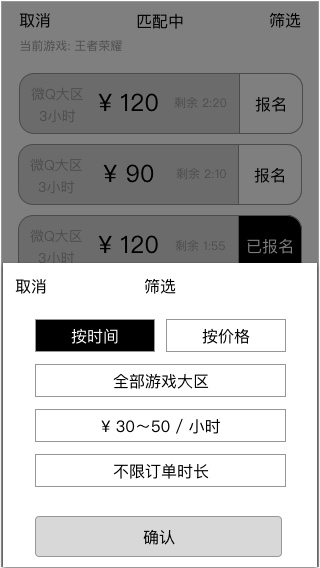 取消 匹配中 筛选
当前游戏: 王者荣耀
微Q大区 ¥ 120 剩余 2:20 报名
3小时
微Q大区 ¥ 90 剩余 2:10 报名
3小时
微Q大区 ¥ 120 剩余 1:55 已报名
3小时
取消 筛选
按时间 按价格
全部游戏大区
¥ 30～50 / 小时
不限订单时长
确认